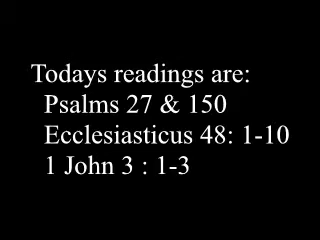 Todays readings are:
Psalms 27 & 150
Ecclesiasticus 48: 1-10
1 John 3 : 1-3